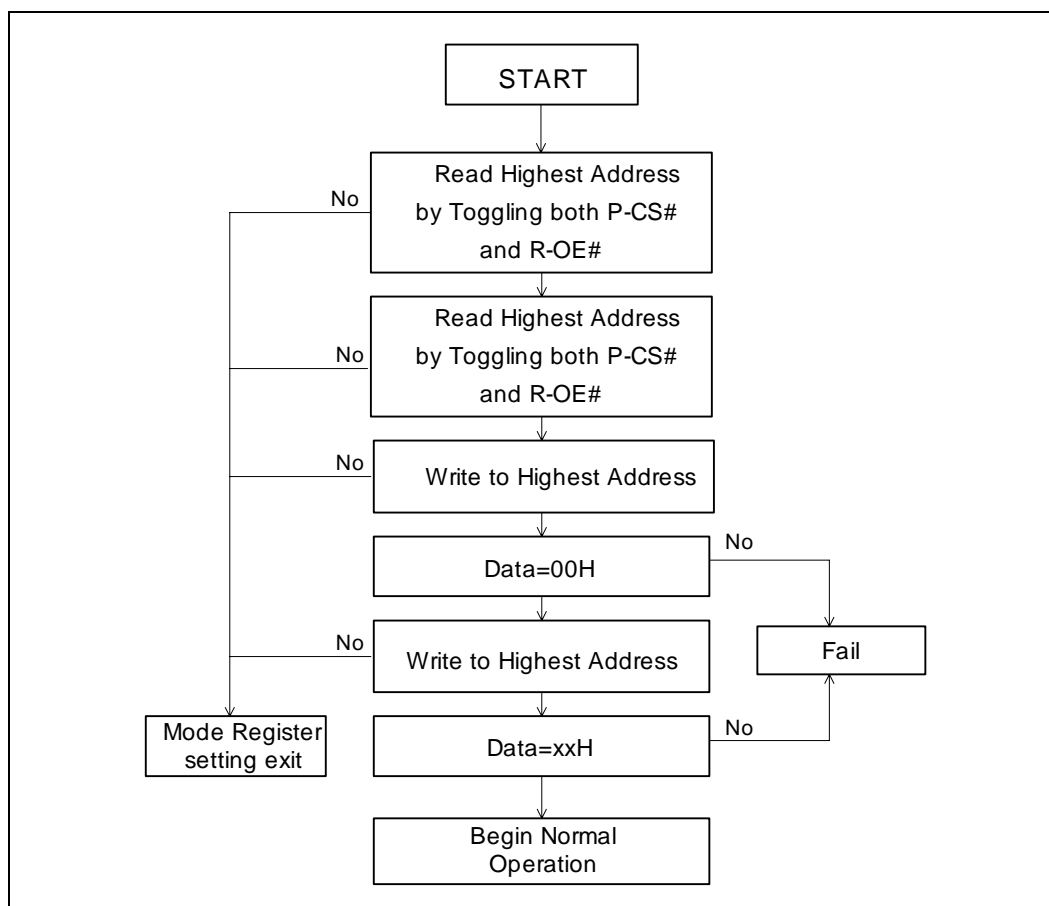 START
Read Highest Address
by Toggling both P-CS#
and R-OE#
No
Read Highest Address
by Toggling both P-CS#
and R-OE#
No
Write to Highest Address
No
Data=00H
No
Write to Highest Address
No
Fail
Mode Register
setting exit
Data=xxH
No
Begin Normal
Operation